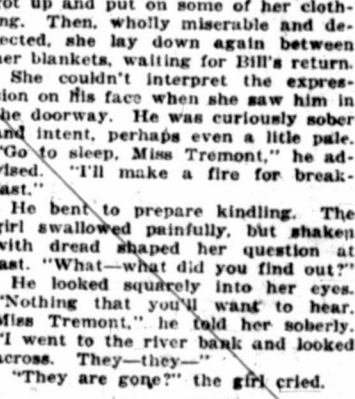 got up and put on some of her cloth-
ing. Then, wholly miserable and de-
jected, she lay down again between
her blankets, waiting for Bill's return.
She couldn't interpret the expres-
sion on his face when she saw him in
the doorway. He was curiously sober
and intent, perhaps even a litle pale.
"Go to sleep, Miss Tremont," he ad-
vised. "I'll make a fire for break-
fast."
He bent to prepare kindling. The
girl swallowed painfully, but shaken
with dread shaped her question at
last. "What—what did you find out?"
He looked squarely into her eyes.
"Nothing that you'll want to hear.
Miss Tremont," he told her soberly.
"I went to the river bank and looked
across. They—they—"
"They are gone?" the girl cried.